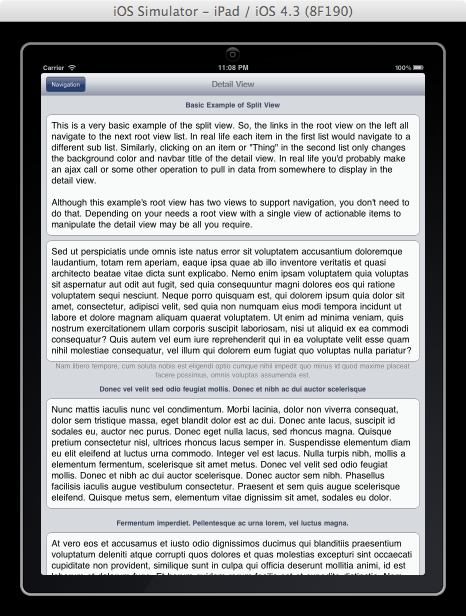 iOS Simulator – iPad / iOS 4.3 (8F190)
Carrier
11:08 PM
100%
Navigation
Detail View
Basic Example of Split View
This is a very basic example of the split view. So, the links in the root view on the left all
navigate to the next root view list. In real life each item in the first list would navigate to a
different sub list. Similarly, clicking on an item or "Thing" in the second list only changes
the background color and navbar title of the detail view. In real life you'd probably make
an ajax call or some other operation to pull in data from somewhere to display in the
detail view.
Although this example's root view has two views to support navigation, you don't need to
do that. Depending on your needs a root view with a single view of actionable items to
manipulate the detail view may be all you require.
Sed ut perspiciatis unde omnis iste natus error sit voluptatem accusantium doloremque
laudantium, totam rem aperiam, eaque ipsa quae ab illo inventore veritatis et quasi
architecto beatae vitae dicta sunt explicabo. Nemo enim ipsam voluptatem quia voluptas
sit aspernatur aut odit aut fugit, sed quia consequuntur magni dolores eos qui ratione
voluptatem sequi nesciunt. Neque porro quisquam est, qui dolorem ipsum quia dolor sit
amet, consectetur, adipisci velit, sed quia non numquam eius modi tempora incidunt ut
labore et dolore magnam aliquam quaerat voluptatem. Ut enim ad minima veniam, quis
nostrum exercitationem ullam corporis suscipit laboriosam, nisi ut aliquid ex ea commodi
consequatur? Quis autem vel eum iure reprehenderit qui in ea voluptate velit esse quam
nihil molestiae consequatur, vel illum qui dolorem eum fugiat quo voluptas nulla pariatur?
Nam libero tempore, cum soluta nobis est eligendi optio cumque nihil impedit quo minus id quod maxime placeat
facere possimus, omnis voluptas assumenda est.
Donec vel velit sed odio feugiat mollis. Donec et nibh ac dui auctor scelerisque
Nunc mattis iaculis nunc vel condimentum. Morbi lacinia, dolor non viverra consequat,
dolor sem tristique massa, eget blandit dolor est ac dui. Donec ante lacus, suscipit id
sodales eu, auctor nec purus. Donec eget nulla lacus, sed rhoncus magna. Quisque
pretium consectetur nisl, ultrices rhoncus lacus semper in. Suspendisse elementum diam
eu elit eleifend at luctus urna commodo. Integer vel est lacus. Nulla turpis nibh, mollis a
elementum fermentum, scelerisque sit amet metus. Donec vel velit sed odio feugiat
mollis. Donec et nibh ac dui auctor scelerisque. Donec auctor sem nibh. Phasellus
facilisis iaculis augue vestibulum consectetur. Praesent et sem quis augue scelerisque
eleifend. Quisque metus sem, elementum vitae dignissim sit amet, sodales eu dolor.
Fermentum imperdiet. Pellentesque ac urna lorem, vel luctus magna.
At vero eos et accusamus et iusto odio dignissimos ducimus qui blanditiis praesentium
voluptatum deleniti atque corrupti quos dolores et quas molestias excepturi sint occaecati
cupiditate non provident, similique sunt in culpa qui officia deserunt mollitia animi, id est